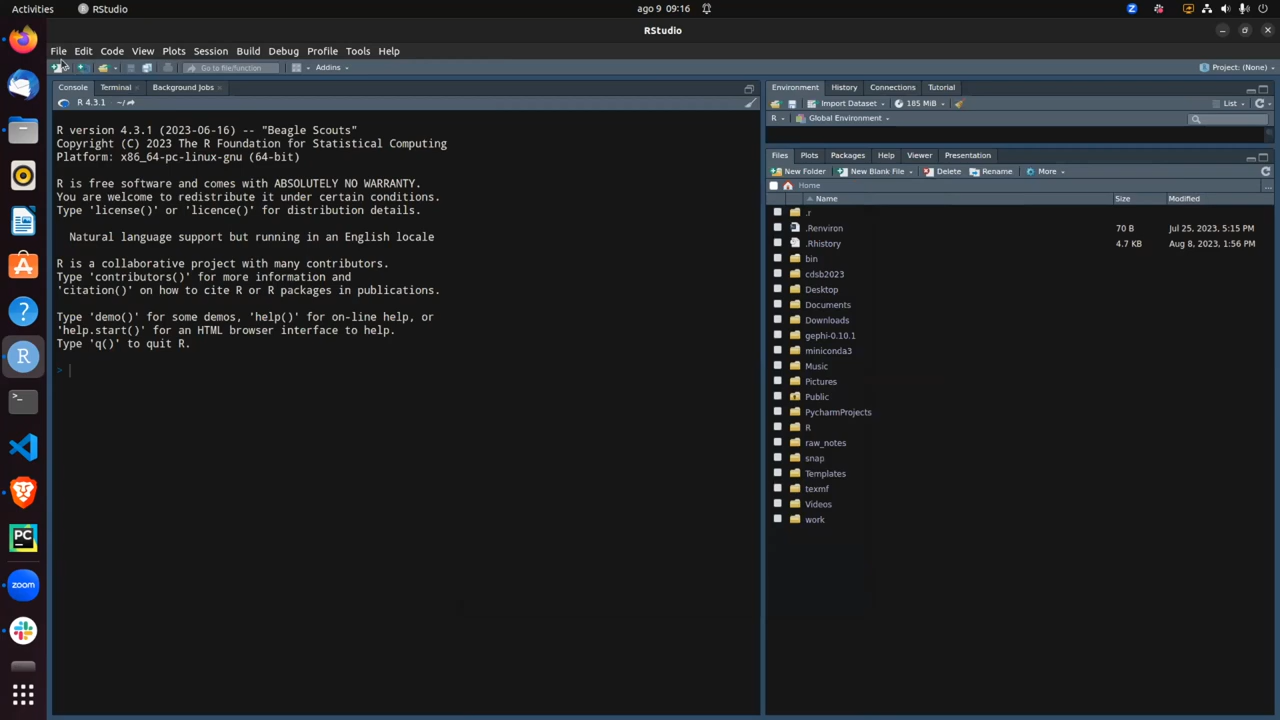 Activities RStudio ago 9 09:16
RStudio
File Edit Code View Plots Session Build Debug Profile Tools Help
Go to file/function Addins Project: (None)
Console Terminal Background Jobs
R 4.3.1 ~/
R version 4.3.1 (2023-06-16) -- "Beagle Scouts"
Copyright (C) 2023 The R Foundation for Statistical Computing
Platform: x86_64-pc-linux-gnu (64-bit)
R is free software and comes with ABSOLUTELY NO WARRANTY.
You are welcome to redistribute it under certain conditions.
Type 'license()' or 'licence()' for distribution details.
Natural language support but running in an English locale
R is a collaborative project with many contributors.
Type 'contributors()' for more information and
'citation()' on how to cite R or R packages in publications.
Type 'demo()' for some demos, 'help()' for on-line help, or
'help.start()' for an HTML browser interface to help.
Type 'q()' to quit R.
>
Environment History Connections Tutorial
Import Dataset 185 MiB List
R Global Environment
Files Plots Packages Help Viewer Presentation
New Folder New Blank File Delete Rename More
Home ...
Name Size Modified
.r
.Renviron 70 B Jul 25, 2023, 5:15 PM
.Rhistory 4.7 KB Aug 8, 2023, 1:56 PM
bin
cdsb2023
Desktop
Documents
Downloads
gephi-0.10.1
miniconda3
Music
Pictures
Public
PycharmProjects
R
raw_notes
snap
Templates
texmf
Videos
work
R
>_
PC
zoom
Z
?